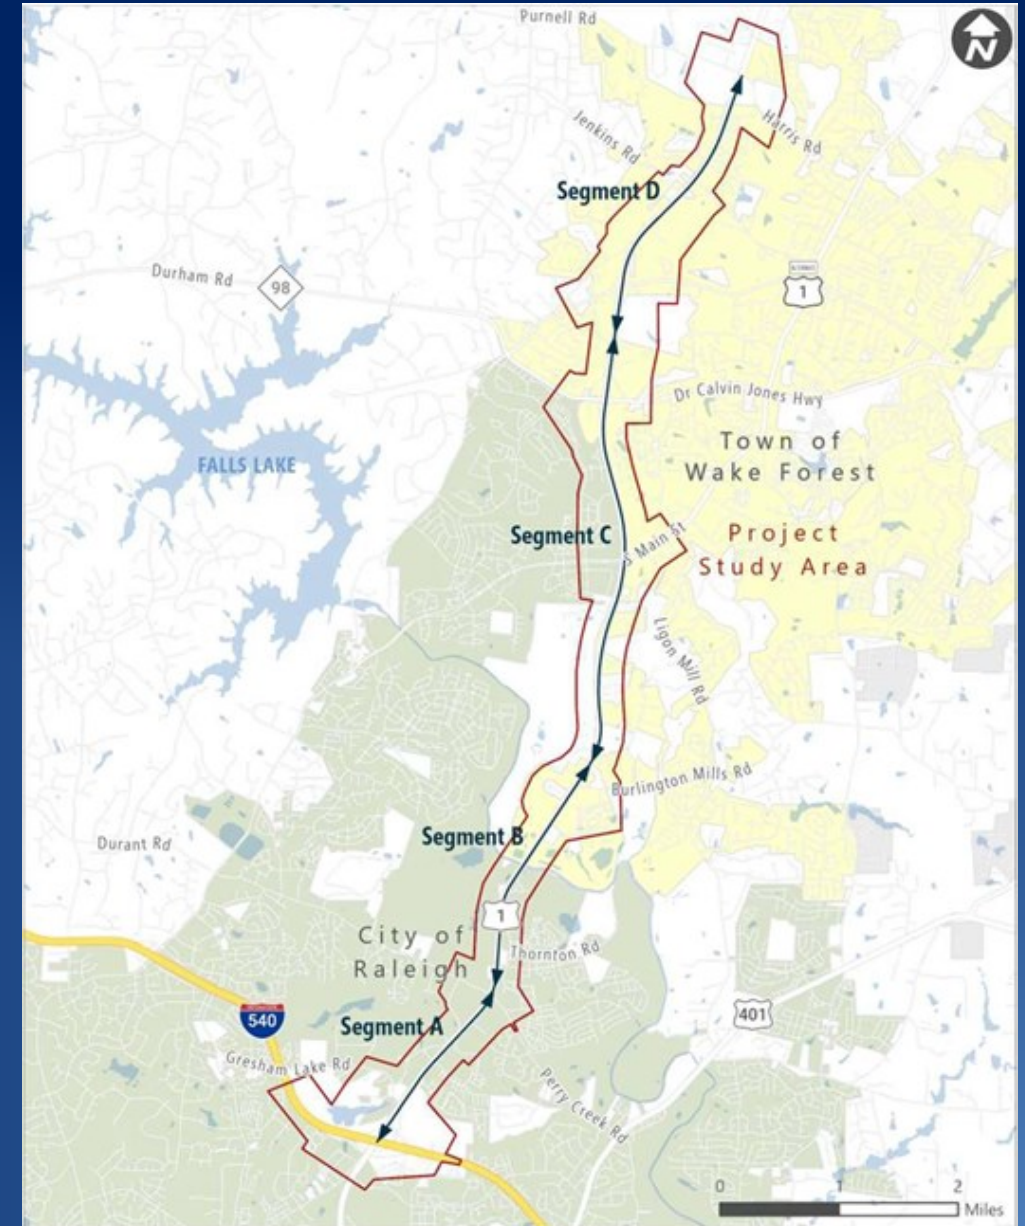 Purnell Rd
N
Jenkins Rd
Harris Rd
Segment D
Durham Rd
98
1
Dr Calvin Jones Hwy
Town of
Wake Forest
FALLS LAKE
Segment C
S Main St
Project
Study Area
Ligon Mill Rd
Burlington Mills Rd
Segment B
Durant Rd
1
City of
Raleigh
Thornton Rd
540
401
Segment A
Gresham Lake Rd
Perry Creek Rd
0 1 2
Miles